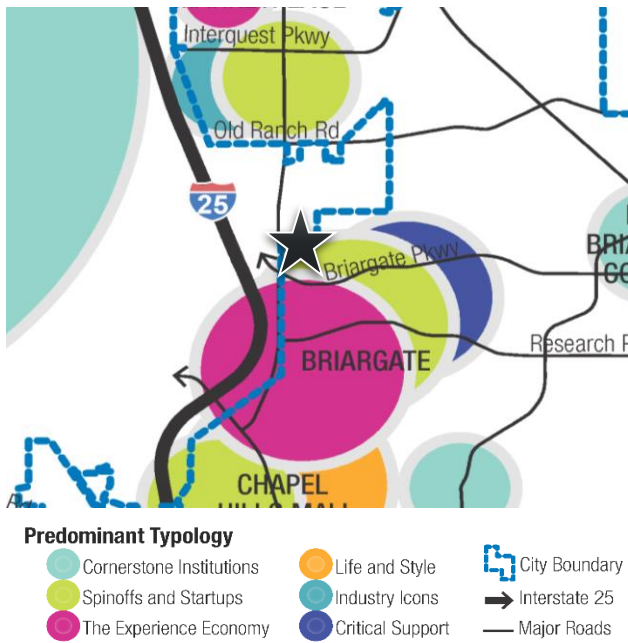 Interquest Pkwy
Old Ranch Rd
25
Briargate Pkwy
BRIARGATE
Research
CHAPEL
HILLS MALL
Predominant Typology
Cornerstone Institutions
Life and Style
City Boundary
Spinoffs and Startups
Industry Icons
Interstate 25
The Experience Economy
Critical Support
Major Roads